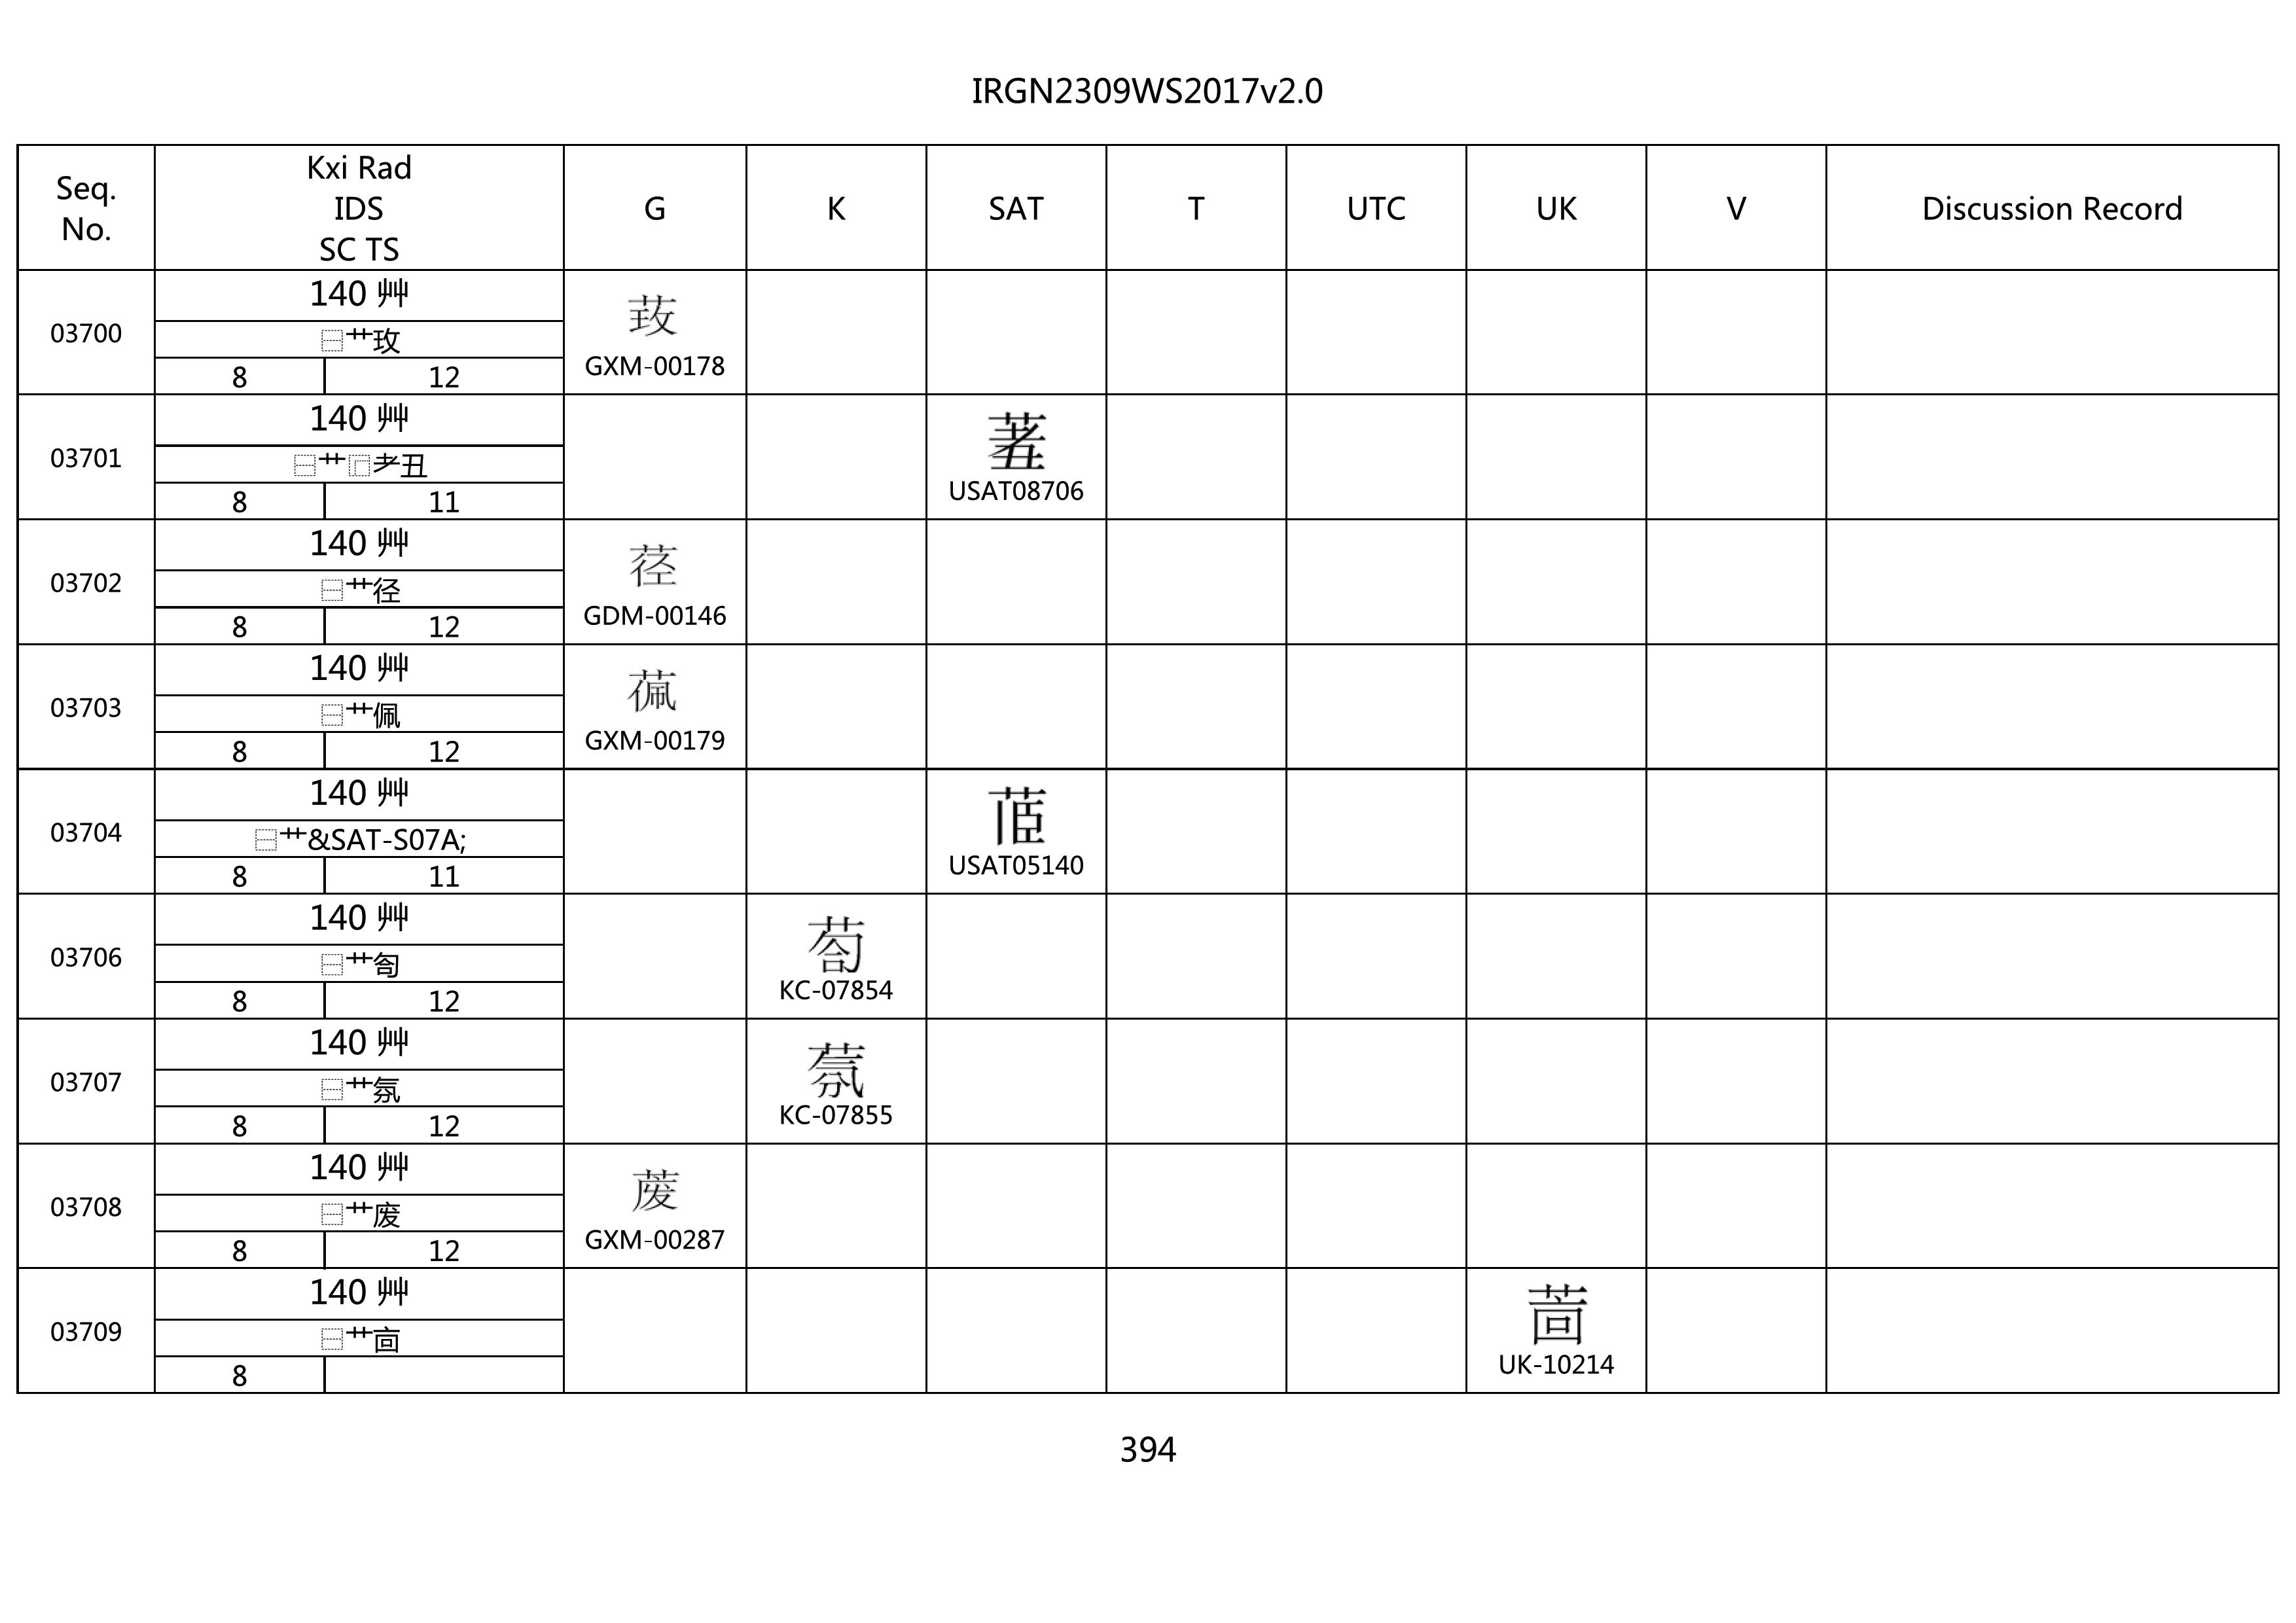 IRGN2309WS2017v2.0
Seq. No. Kxi Rad IDS SC TS G K SAT T UTC UK V Discussion Record
03700
140 艸
⿱艹玫
8 12
GXM-00178
03701
140 艸
⿱艹⿸耂丑
8 11
USAT08706
03702
140 艸
⿱艹径
8 12
GDM-00146
03703
140 艸
⿱艹佩
8 12
GXM-00179
03704
140 艸
⿱艹&SAT-S07A;
8 11
USAT05140
03706
140 艸
⿱艹匌
8 12
KC-07854
03707
140 艸
⿱艹氛
8 12
KC-07855
03708
140 艸
⿱艹废
8 12
GXM-00287
03709
140 艸
⿱艹㐭
8
UK-10214
394